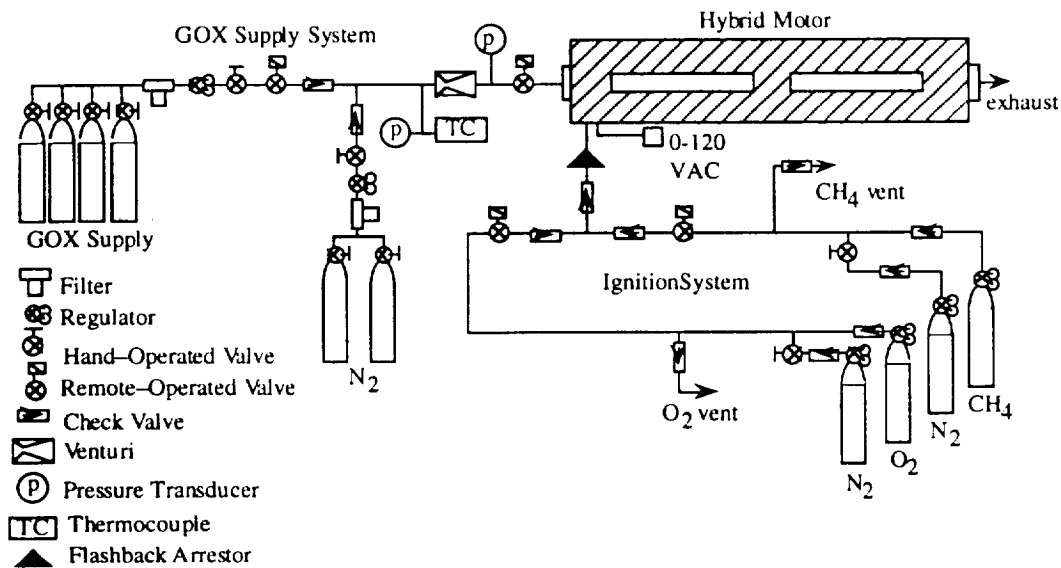 Hybrid Motor
GOX Supply System
P
exhaust
P
TC
0-120
VAC
CH4 vent
GOX Supply
IgnitionSystem
Filter
Regulator
Hand–Operated Valve
Remote–Operated Valve
Check Valve
Venturi
P
Pressure Transducer
TC
Thermocouple
Flashback Arrestor
N2
O2 vent
N2
O2
N2
CH4